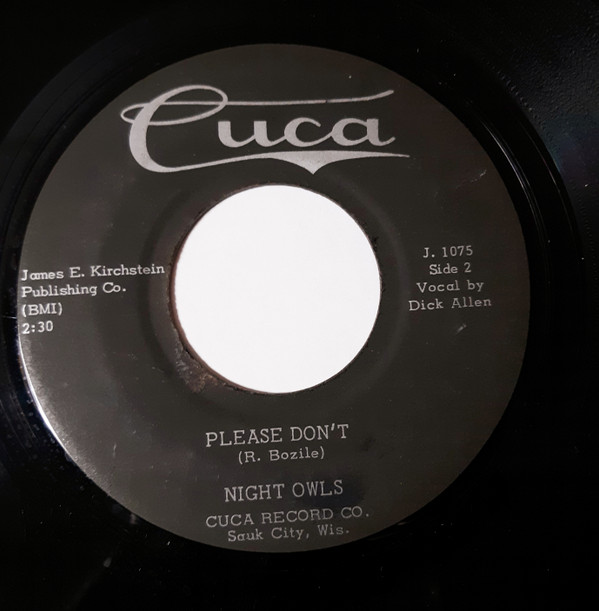 Cuca
James E. Kirchstein
Publishing Co.
(BMI)
2:30
J. 1075
Side 2
Vocal by
Dick Allen
PLEASE DON'T
(R. Bozile)
NIGHT OWLS
CUCA RECORD CO.
Sauk City, Wis.